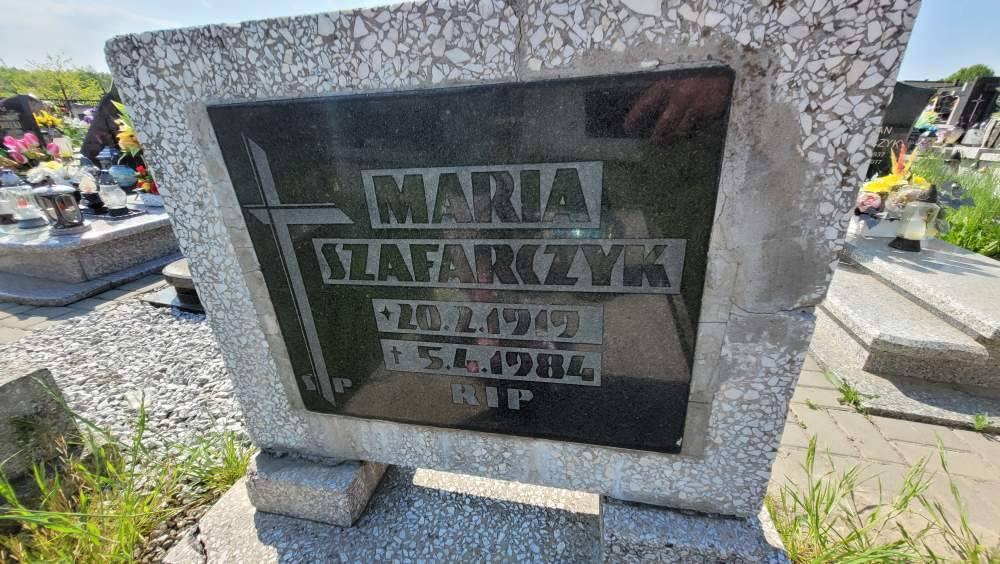 MARIA
SZAFARCZYK
20.2.1919
† 5.4.1984
RIP
Ś P